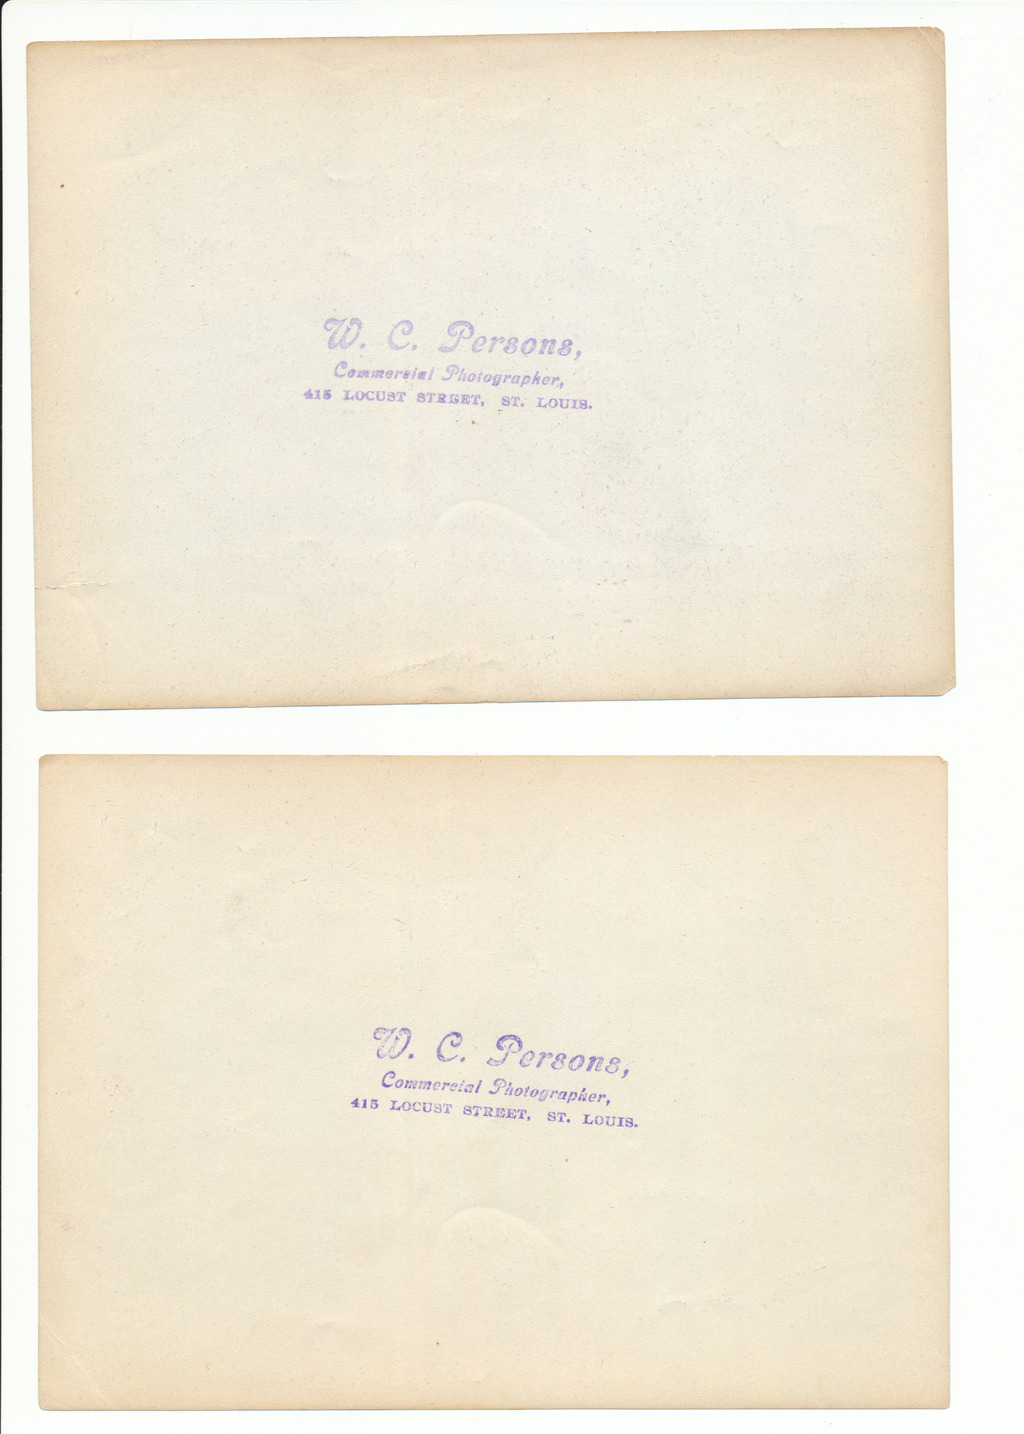 W. C. Persons,
Commercial Photographer,
415 LOCUST STREET, ST. LOUIS.
W. C. Persons,
Commercial Photographer,
415 LOCUST STREET, ST. LOUIS.